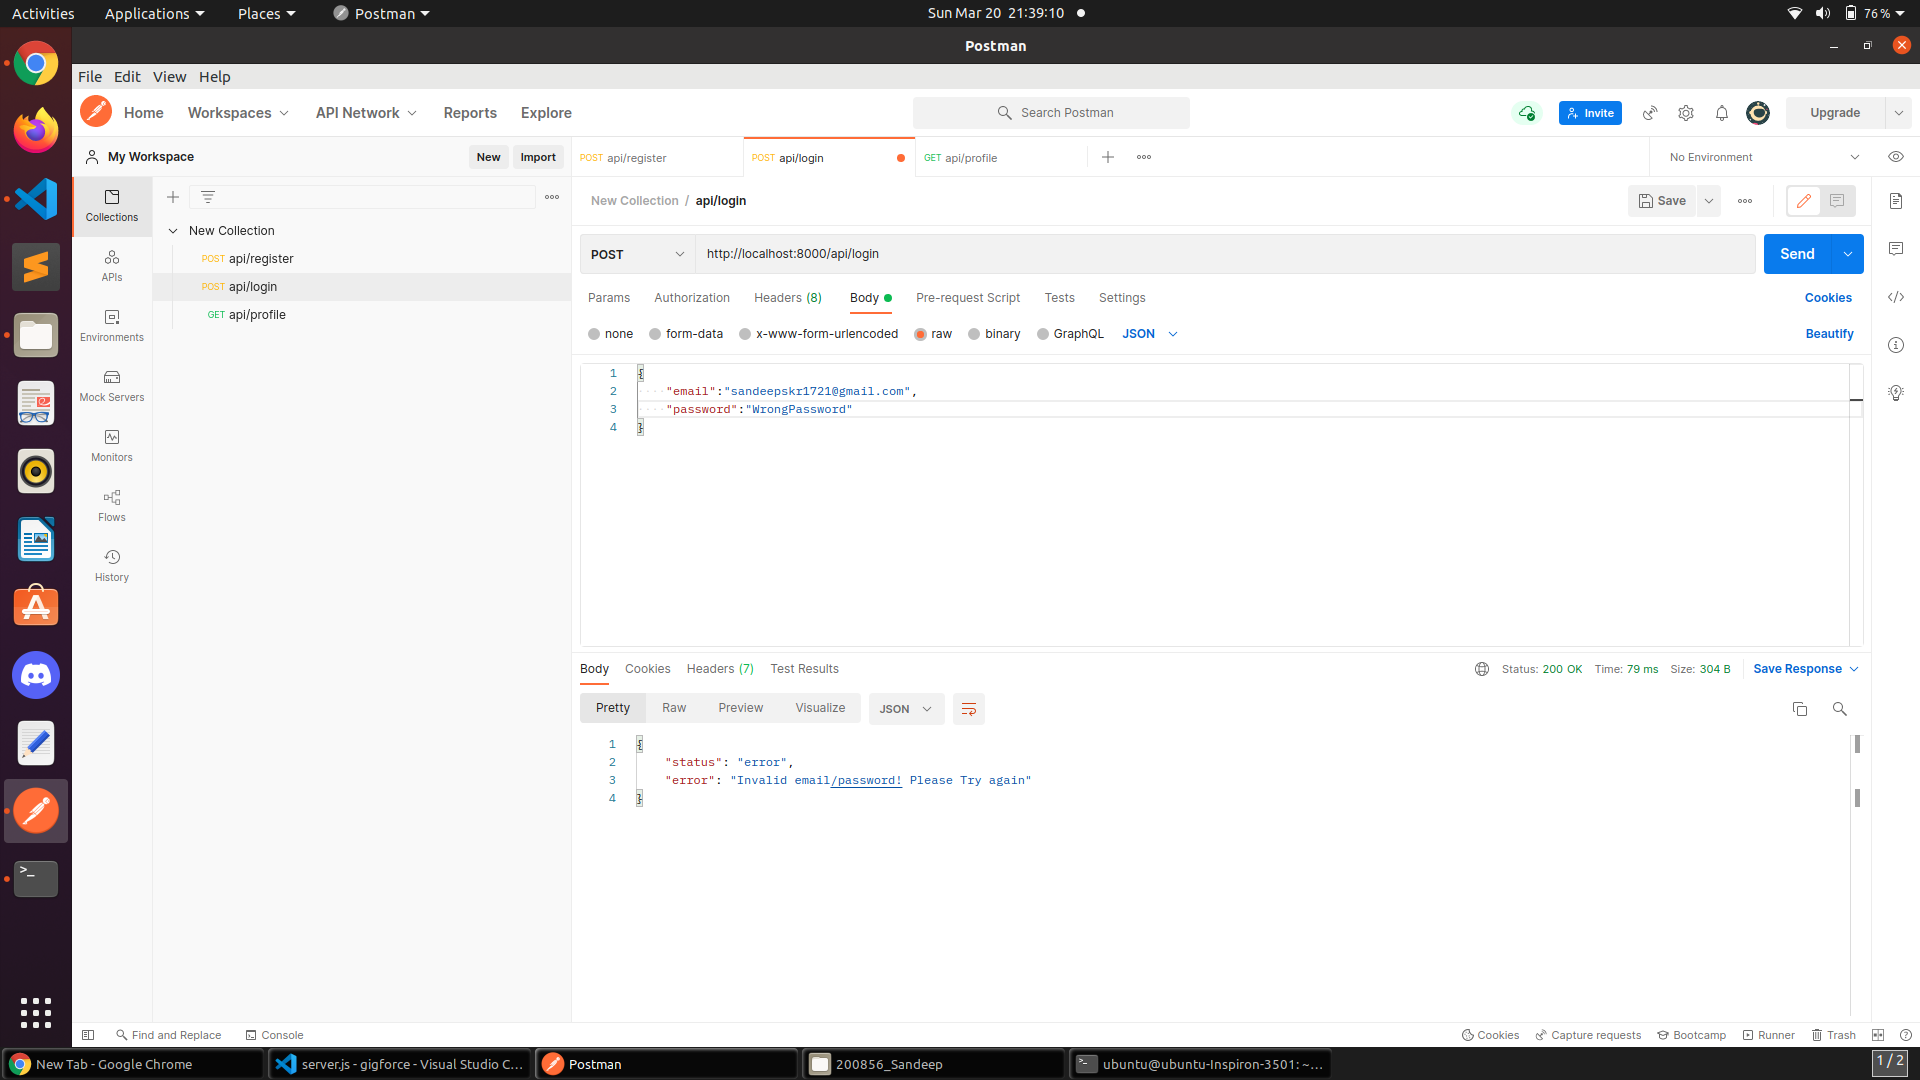 Activities Applications Places Postman Sun Mar 20 21:39:10 76%
Postman
File Edit View Help
Home Workspaces API Network Reports Explore Search Postman Invite Upgrade
My Workspace New Import POST api/register POST api/login GET api/profile No Environment
Collections
New Collection / api/login Save
New Collection
POST api/register
POST api/login
GET api/profile
APIs
Environments
Mock Servers
Monitors
Flows
History
POST http://localhost:8000/api/login Send
Params Authorization Headers (8) Body Pre-request Script Tests Settings Cookies
none form-data x-www-form-urlencoded raw binary GraphQL JSON Beautify
1 {
2 "email":"sandeepskr1721@gmail.com",
3 "password":"WrongPassword"
4 }
Body Cookies Headers (7) Test Results Status: 200 OK Time: 79 ms Size: 304 B Save Response
Pretty Raw Preview Visualize JSON
1 {
2 "status": "error",
3 "error": "Invalid email/password! Please Try again"
4 }
Find and Replace Console Cookies Capture requests Bootcamp Runner Trash
New Tab - Google Chrome server.js - gigforce - Visual Studio C... Postman 200856_Sandeep ubuntu@ubuntu-Inspiron-3501: ~... 1 / 2